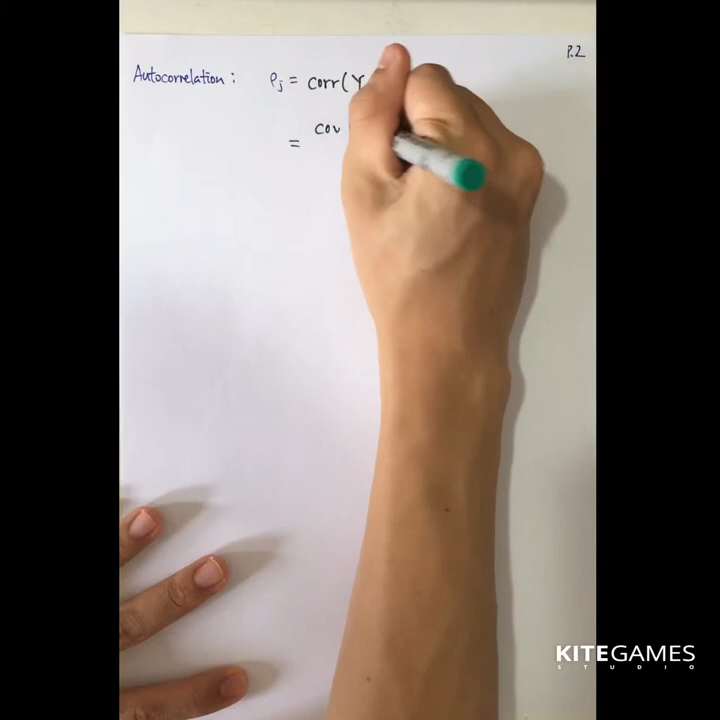 P.2
Autocorrelation : ρj = corr(Y
= cov
KITEGAMES
STUDIO